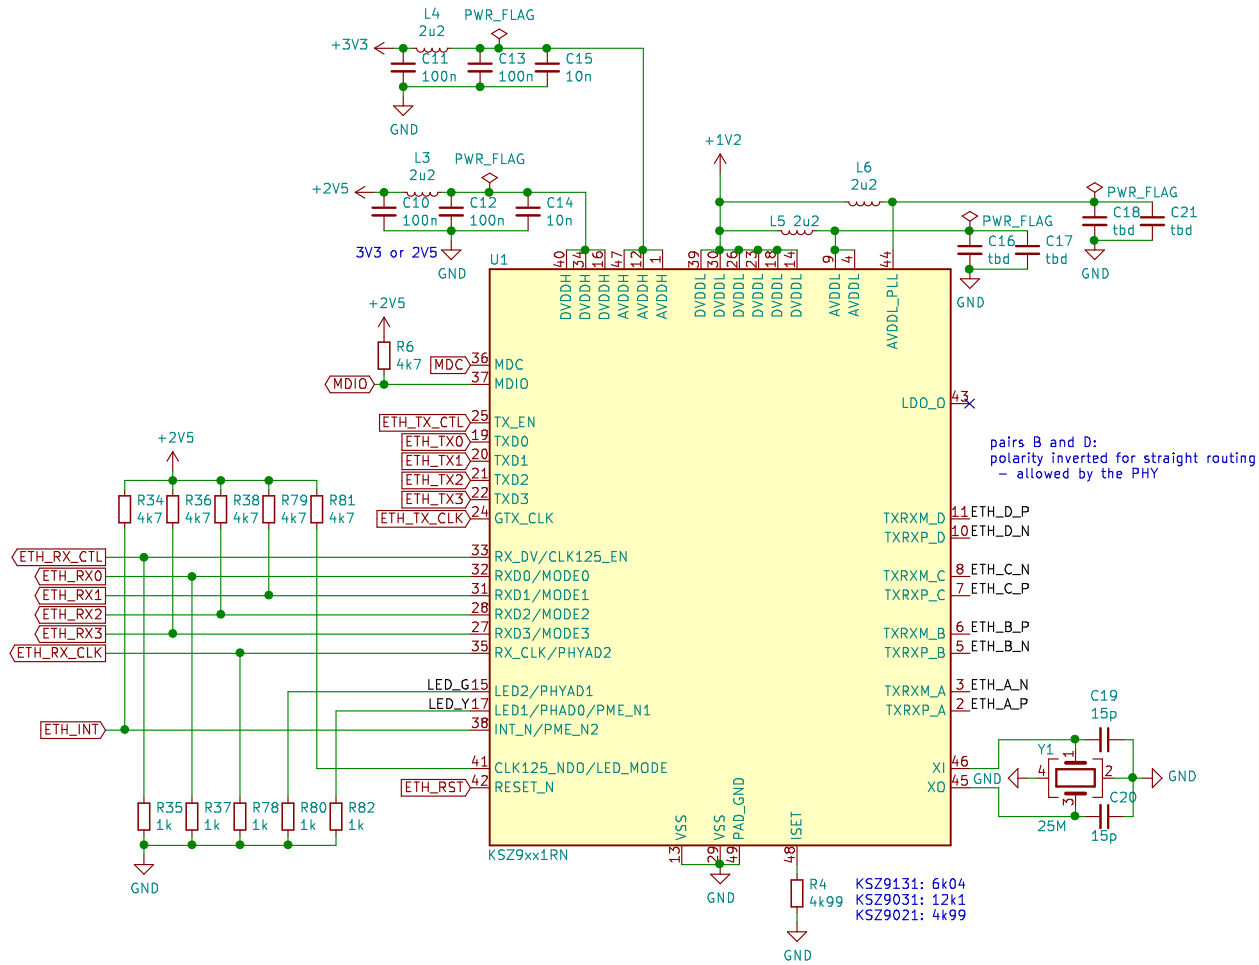 L4
2u2
PWR_FLAG
+3V3
C11
100n
C13
100n
C15
10n
GND
L3
2u2
PWR_FLAG
+2V5
C10
100n
C12
100n
C14
10n
3V3 or 2V5
GND
+1V2
L6
2u2
PWR_FLAG
C18
tbd
C21
tbd
GND
L5 2u2
PWR_FLAG
C16
tbd
C17
tbd
GND
U1
40
34
16
47
12
1
39
30
26
23
18
14
9
4
44
DVDDH
DVDDH
DVDDH
AVDDH
AVDDH
AVDDH
DVDDL
DVDDL
DVDDL
DVDDL
DVDDL
DVDDL
AVDDL
AVDDL
AVDDL_PLL
+2V5
R6
4k7
MDC
36
MDC
MDIO
37
MDIO
LDO_O
43
ETH_TX_CTL
25
TX_EN
ETH_TX0
19
TXD0
ETH_TX1
20
TXD1
ETH_TX2
21
TXD2
ETH_TX3
22
TXD3
ETH_TX_CLK
24
GTX_CLK
pairs B and D:
polarity inverted for straight routing
- allowed by the PHY
+2V5
R34
4k7
R36
4k7
R38
4k7
R79
4k7
R81
4k7
TXRXM_D
11
ETH_D_P
TXRXP_D
10
ETH_D_N
ETH_RX_CTL
33
RX_DV/CLK125_EN
ETH_RX0
32
RXD0/MODE0
TXRXM_C
8
ETH_C_N
ETH_RX1
31
RXD1/MODE1
TXRXP_C
7
ETH_C_P
ETH_RX2
28
RXD2/MODE2
ETH_RX3
27
RXD3/MODE3
TXRXM_B
6
ETH_B_P
ETH_RX_CLK
35
RX_CLK/PHYAD2
TXRXP_B
5
ETH_B_N
LED_G
15
LED2/PHYAD1
TXRXM_A
3
ETH_A_N
LED_Y
17
LED1/PHAD0/PME_N1
TXRXP_A
2
ETH_A_P
ETH_INT
38
INT_N/PME_N2
41
CLK125_NDO/LED_MODE
XI
46
ETH_RST
42
RESET_N
XO
45
C19
15p
Y1
1
GND
4
2
GND
3
C20
25M
15p
R35
1k
R37
1k
R78
1k
R80
1k
R82
1k
GND
VSS
VSS
PAD_GND
ISET
KSZ9xx1RN
13
29
49
48
GND
R4
4k99
GND
KSZ9131: 6k04
KSZ9031: 12k1
KSZ9021: 4k99